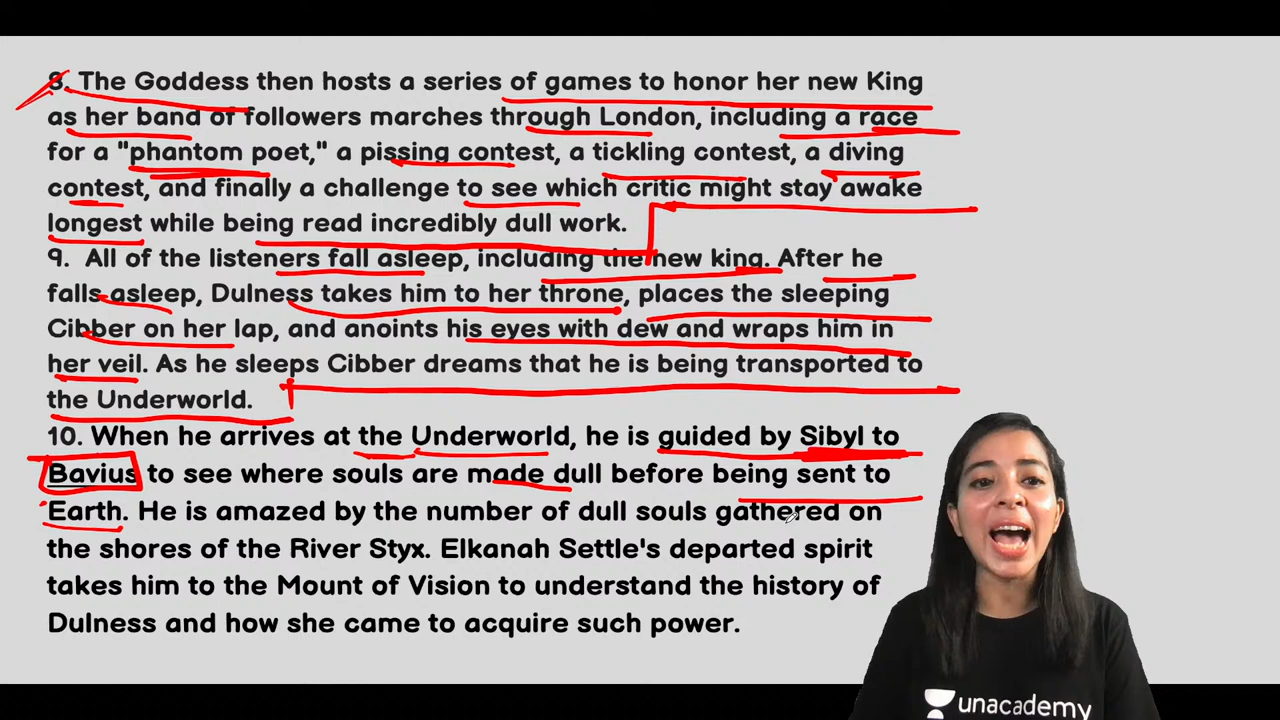 8. The Goddess then hosts a series of games to honor her new King
as her band of followers marches through London, including a race
for a "phantom poet," a pissing contest, a tickling contest, a diving
contest, and finally a challenge to see which critic might stay awake
longest while being read incredibly dull work.
9. All of the listeners fall asleep, including the new king. After he
falls asleep, Dulness takes him to her throne, places the sleeping
Cibber on her lap, and anoints his eyes with dew and wraps him in
her veil. As he sleeps Cibber dreams that he is being transported to
the Underworld.
10. When he arrives at the Underworld, he is guided by Sibyl to
Bavius to see where souls are made dull before being sent to
Earth. He is amazed by the number of dull souls gathered on
the shores of the River Styx. Elkanah Settle's departed spirit
takes him to the Mount of Vision to understand the history of
Dulness and how she came to acquire such power.
unacademy